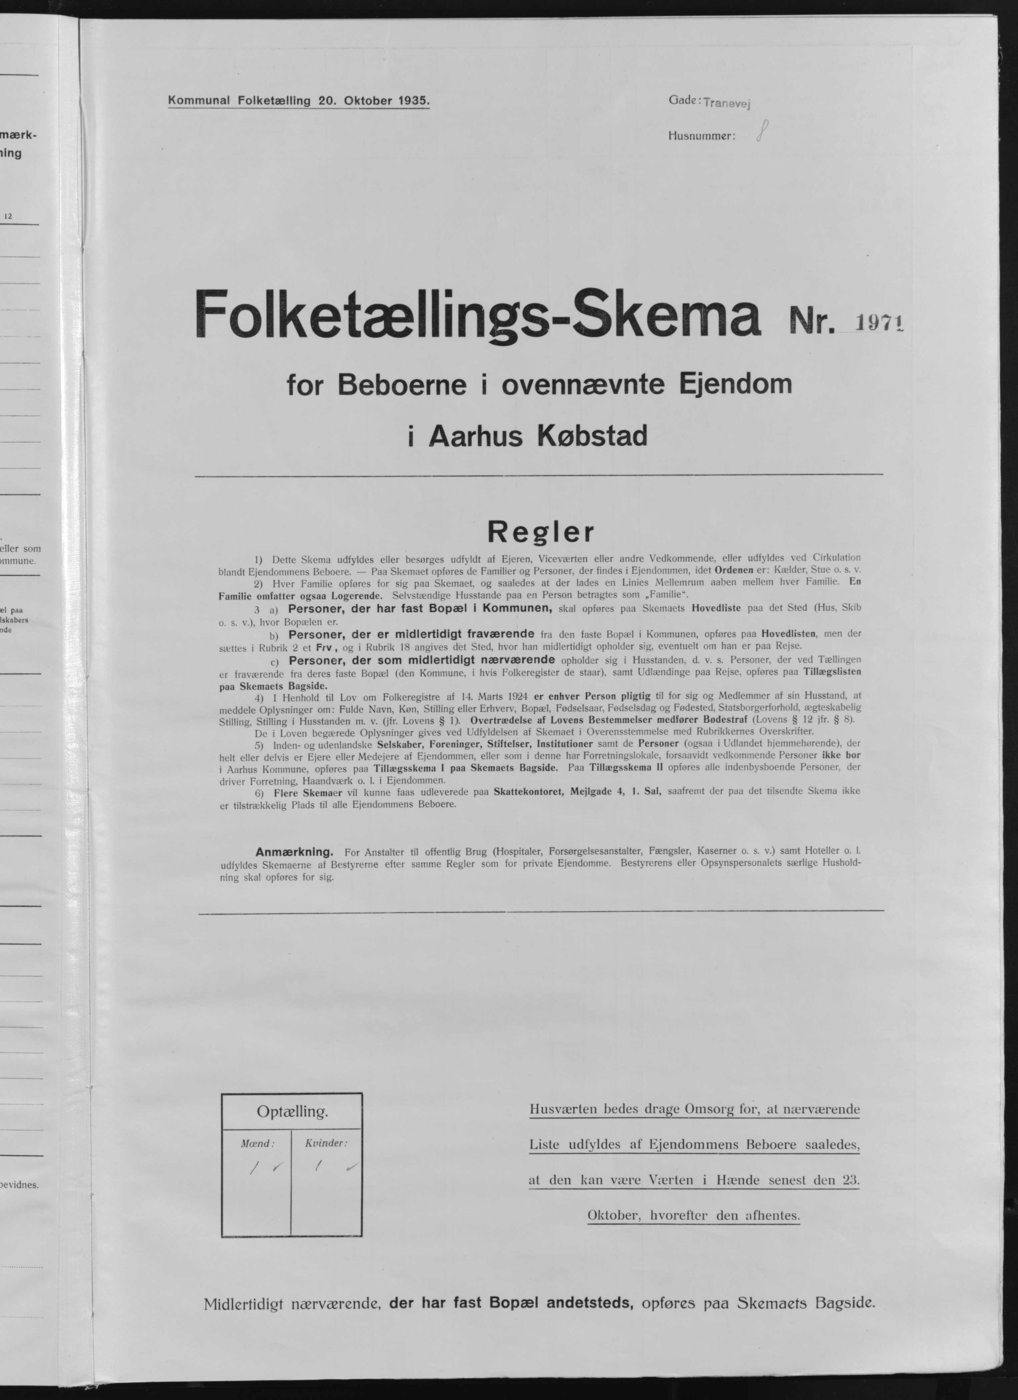 Kommunal Folketælling 20. Oktober 1935.
Gade: Tranevej
Husnummer: 8
mærk-
ning
12
Folketællings-Skema Nr. 1971
for Beboerne i ovennævnte Ejendom
i Aarhus Købstad
Regler
1) Dette Skema udfyldes eller besørges udfyldt af Ejeren, Viceværten eller andre Vedkommende, eller udfyldes ved Cirkulation
blandt Ejendommens Beboere. — Paa Skemaet opføres de Familier og Personer, der findes i Ejendommen, idet Ordenen er: Kælder, Stue o. s. v.
2) Hver Familie opføres for sig paa Skemaet, og saaledes at der lades en Linies Mellemrum aaben mellem hver Familie. En
Familie omfatter ogsaa Logerende. Selvstændige Husstande paa en Person betragtes som „Familie“.
3 a) Personer, der har fast Bopæl i Kommunen, skal opføres paa Skemaets Hovedliste paa det Sted (Hus, Skib
o. s. v.), hvor Bopælen er.
b) Personer, der er midlertidigt fraværende fra den faste Bopæl i Kommunen, opføres paa Hovedlisten, men der
sættes i Rubrik 2 et Frv, og i Rubrik 18 angives det Sted, hvor han midlertidigt opholder sig, eventuelt om han er paa Rejse.
c) Personer, der som midlertidigt nærværende opholder sig i Husstanden, d. v. s. Personer, der ved Tællingen
er fraværende fra deres faste Bopæl (den Kommune, i hvis Folkeregister de staar), samt Udlændinge paa Rejse, opføres paa Tillægslisten
paa Skemaets Bagside.
4) I Henhold til Lov om Folkeregistre af 14. Marts 1924 er enhver Person pligtig til for sig og Medlemmer af sin Husstand, at
meddele Oplysninger om: Fulde Navn, Køn, Stilling eller Erhverv, Bopæl, Fødselsaar, Fødselsdag og Fødested, Statsborgerforhold, ægteskabelig
Stilling, Stilling i Husstanden m. v. (jfr. Lovens § 1). Overtrædelse af Lovens Bestemmelser medfører Bødestraf (Lovens § 12 jfr. § 8).
De i Loven begærede Oplysninger gives ved Udfyldelsen af Skemaet i Overensstemmelse med Rubrikkernes Overskrifter.
5) Inden- og udenlandske Selskaber, Foreninger, Stiftelser, Institutioner samt de Personer (ogsaa i Udlandet hjemmehørende), der
helt eller delvis er Ejere eller Medejere af Ejendommen, eller som i denne har Forretningslokale, forsaavidt vedkommende Personer ikke bor
i Aarhus Kommune, opføres paa Tillægsskema I paa Skemaets Bagside. Paa Tillægsskema II opføres alle indenbysboende Personer, der
driver Forretning, Haandværk o. l. i Ejendommen.
6) Flere Skemaer vil kunne faas udleverede paa Skattekontoret, Mejlgade 4, 1. Sal, saafremt der paa det tilsendte Skema ikke
er tilstrækkelig Plads til alle Ejendommens Beboere.
Anmærkning. For Anstalter til offentlig Brug (Hospitaler, Forsørgelsesanstalter, Fængsler, Kaserner o. s. v.) samt Hoteller o. l.
udfyldes Skemaerne af Bestyrerne efter samme Regler som for private Ejendomme. Bestyrerens eller Opsynspersonalets særlige Hushold-
ning skal opføres for sig.
eller som
ommune.
el paa
lskabers
nde
bevidnes.
Optælling.
Mænd: Kvinder:
1 ✓ 1 ✓
Husværten bedes drage Omsorg for, at nærværende
Liste udfyldes af Ejendommens Beboere saaledes,
at den kan være Værten i Hænde senest den 23.
Oktober, hvorefter den afhentes.
Midlertidigt nærværende, der har fast Bopæl andetsteds, opføres paa Skemaets Bagside.